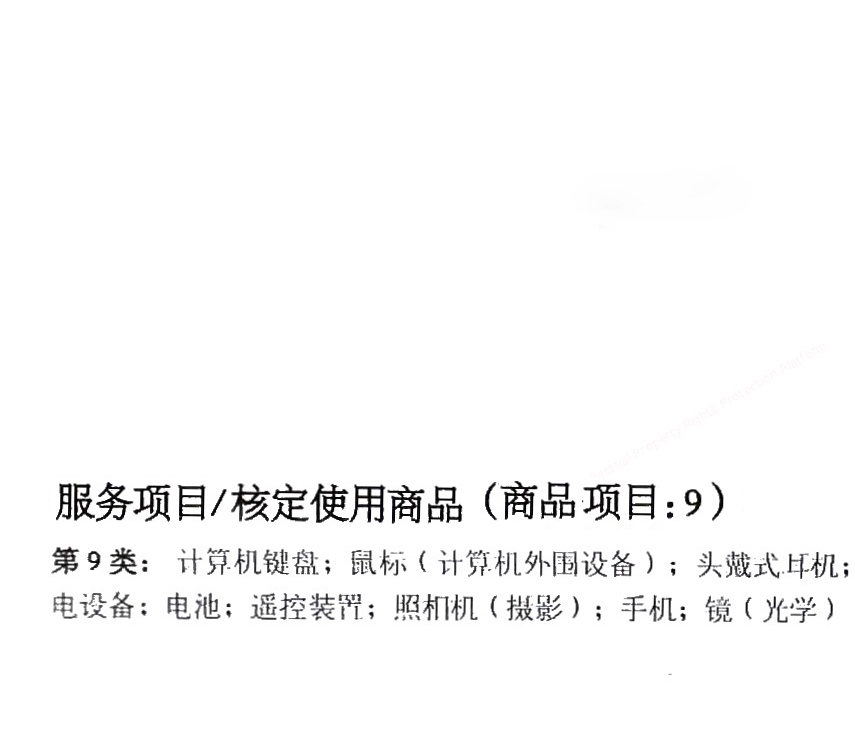 服务项目/核定使用商品（商品项目：9）
第9类： 计算机键盘；鼠标（计算机外围设备）；头戴式耳机；
电设备；电池；遥控装置；照相机（摄影）；手机；镜（光学）